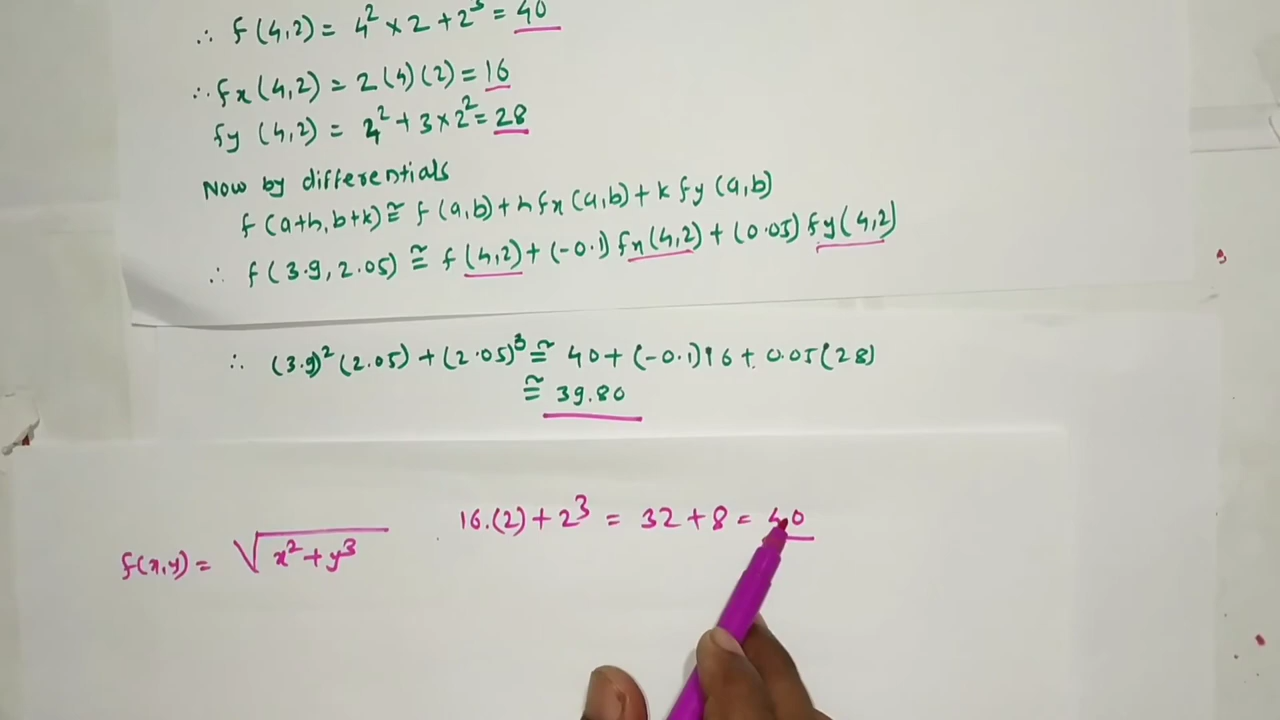 ∴ f(4,2) = 4² × 2 + 2³ = 40
∴ fx(4,2) = 2(4)(2) = 16
fy(4,2) = 4² + 3×2² = 28
Now by differentials
f(a+h, b+k) ≅ f(a,b) + h fx(a,b) + k fy(a,b)
∴ f(3.9, 2.05) ≅ f(4,2) + (-0.1) fx(4,2) + (0.05) fy(4,2)
∴ (3.9)²(2.05) + (2.05)³ ≅ 40 + (-0.1)16 + 0.05(28)
≅ 39.80
16.(2) + 2³ = 32 + 8 = 40
f(x,y) = √(x² + y³)